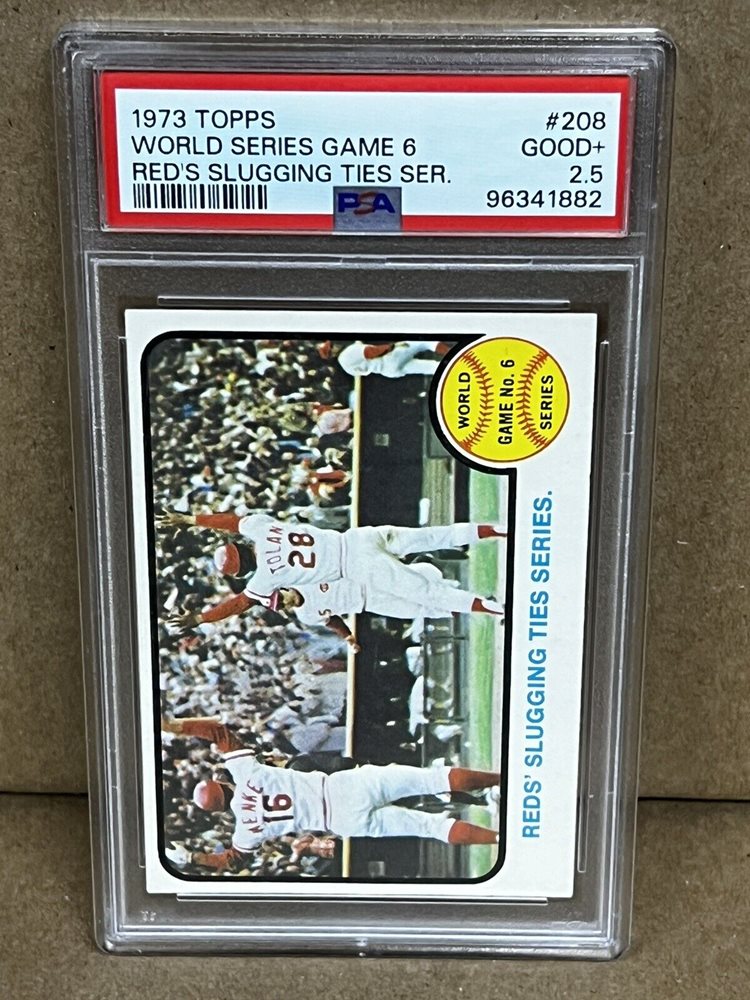 1973 TOPPS #208
WORLD SERIES GAME 6 GOOD+
RED'S SLUGGING TIES SER. 2.5
PSA 96341882
WORLD
GAME No. 6
SERIES
REDS' SLUGGING TIES SERIES.
TOLAN
28
5
MENKE
16